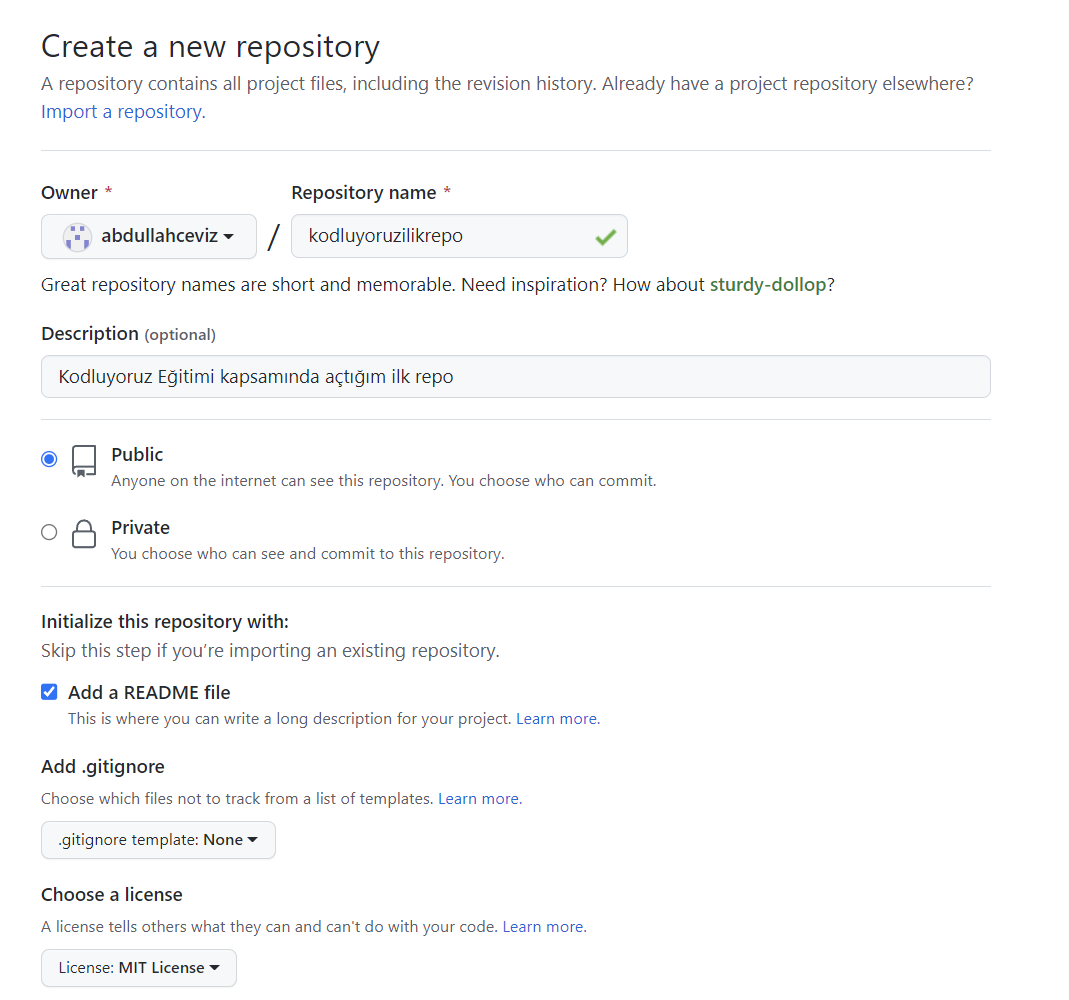 Create a new repository
A repository contains all project files, including the revision history. Already have a project repository elsewhere?
Import a repository.
Owner * Repository name *
abdullahceviz / kodluyoruzilikrepo
Great repository names are short and memorable. Need inspiration? How about sturdy-dollop?
Description (optional)
Kodluyoruz Eğitimi kapsamında açtığım ilk repo
Public
Anyone on the internet can see this repository. You choose who can commit.
Private
You choose who can see and commit to this repository.
Initialize this repository with:
Skip this step if you’re importing an existing repository.
Add a README file
This is where you can write a long description for your project. Learn more.
Add .gitignore
Choose which files not to track from a list of templates. Learn more.
.gitignore template: None
Choose a license
A license tells others what they can and can't do with your code. Learn more.
License: MIT License